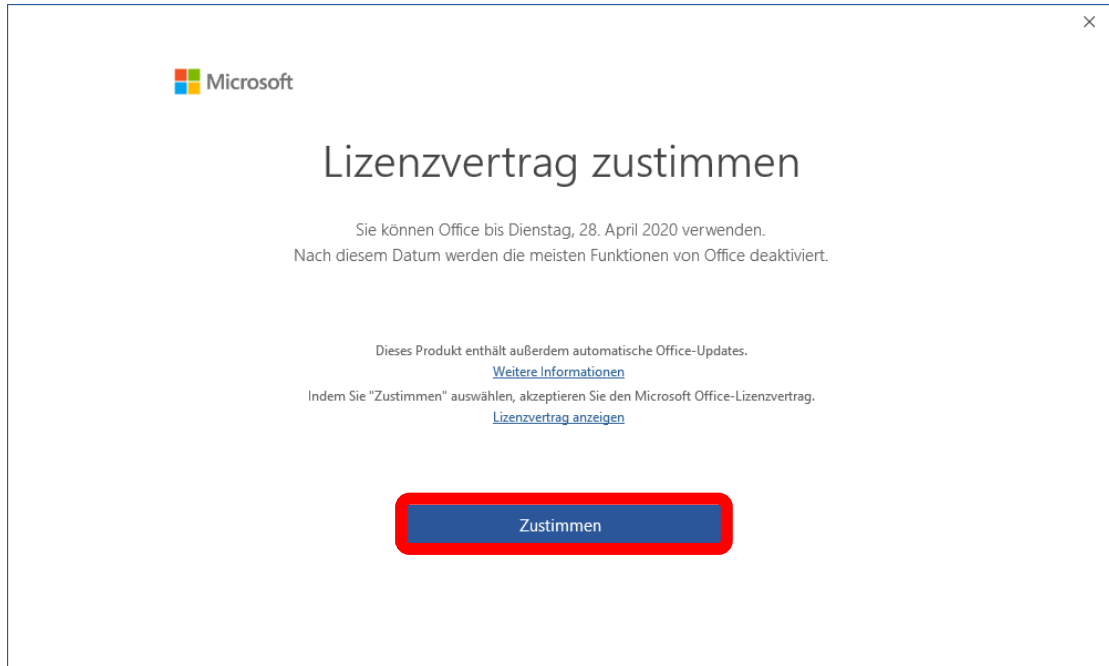 Microsoft
Lizenzvertrag zustimmen
Sie können Office bis Dienstag, 28. April 2020 verwenden.
Nach diesem Datum werden die meisten Funktionen von Office deaktiviert.
Dieses Produkt enthält außerdem automatische Office-Updates.
Weitere Informationen
Indem Sie "Zustimmen" auswählen, akzeptieren Sie den Microsoft Office-Lizenzvertrag.
Lizenzvertrag anzeigen
Zustimmen